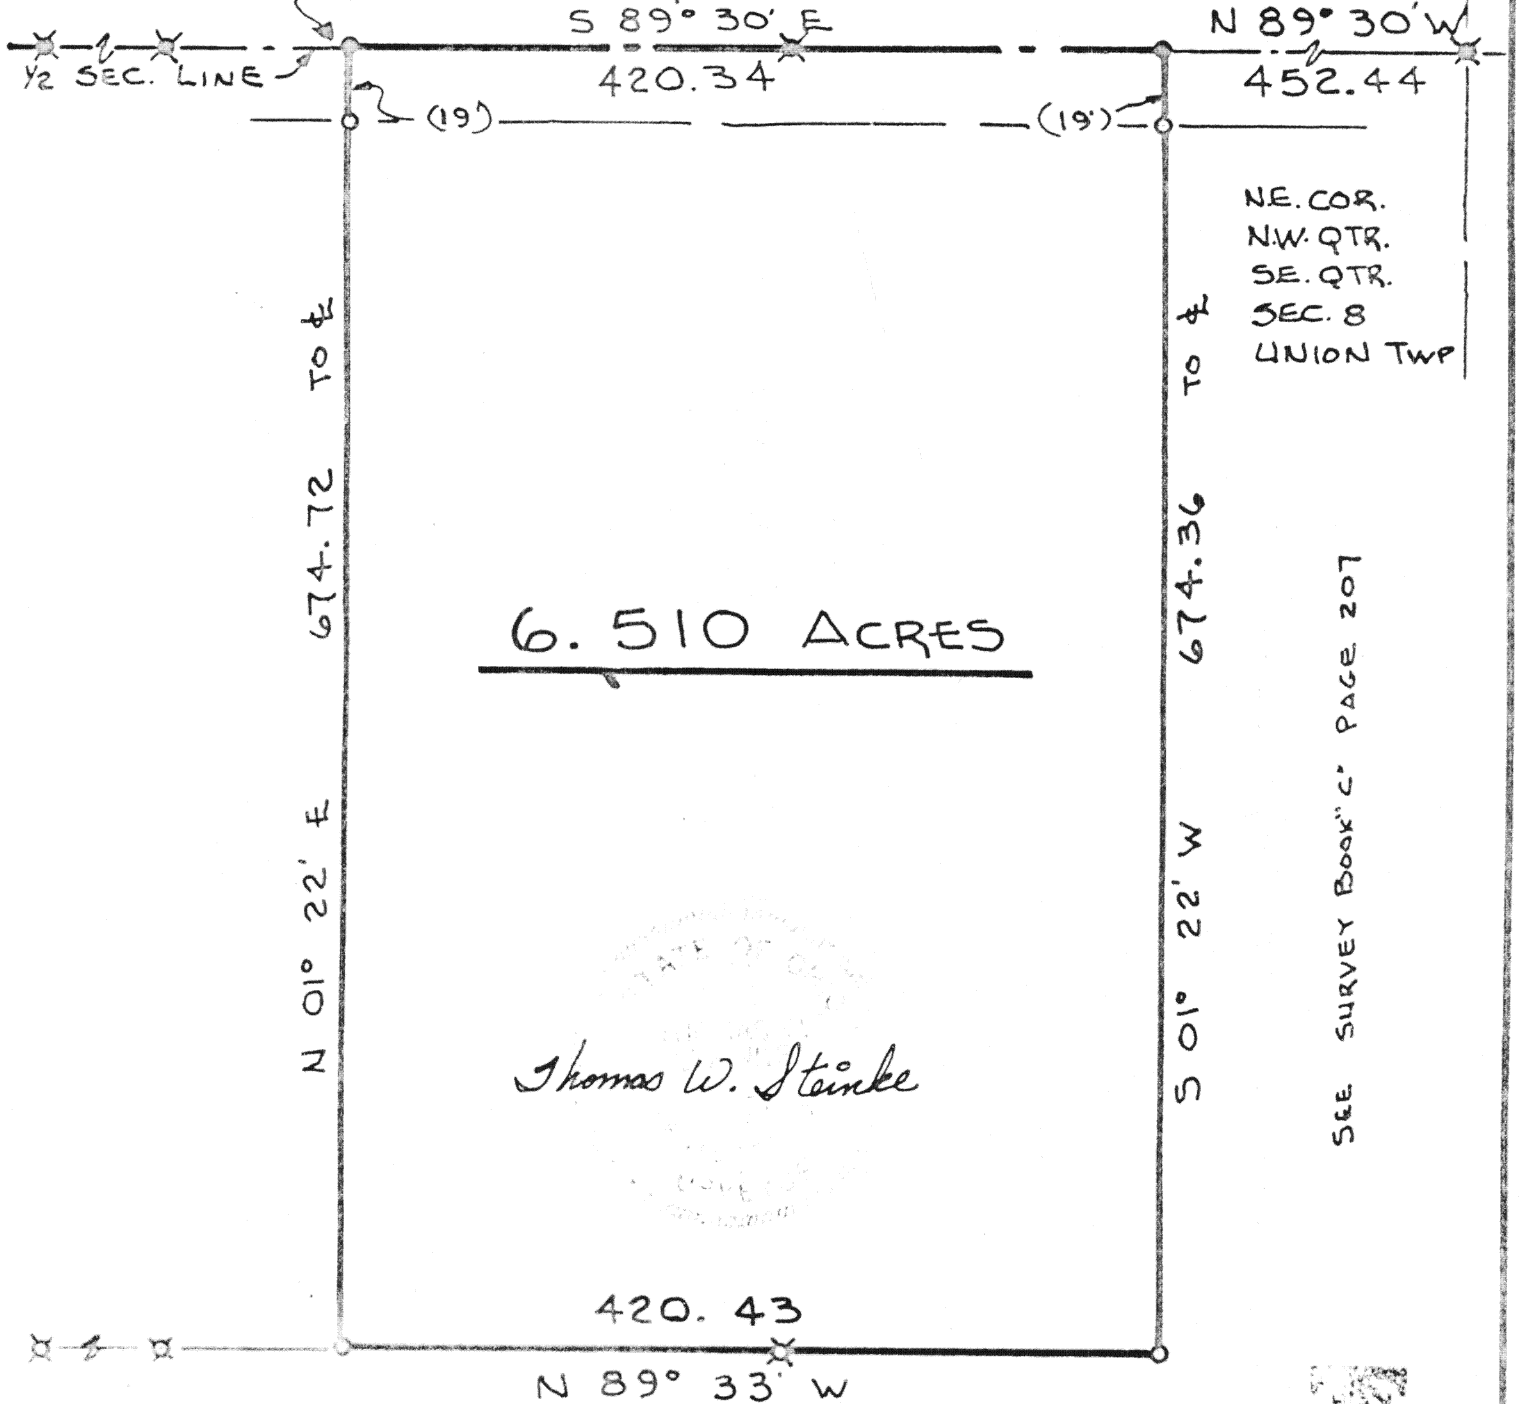 S 89° 30' E
N 89° 30' W
1/2 SEC. LINE
420.34
452.44
(19')
(19')
N.E. COR.
N.W. QTR.
SE. QTR.
SEC. 8
UNION TWP
N 01° 22' E 674.72 TO ℄
S 01° 22' W 674.36 TO ℄
SEE SURVEY BOOK "C" PAGE 207
6.510 ACRES
STATE OF
Thomas W. Steinke
420.43
N 89° 33' W